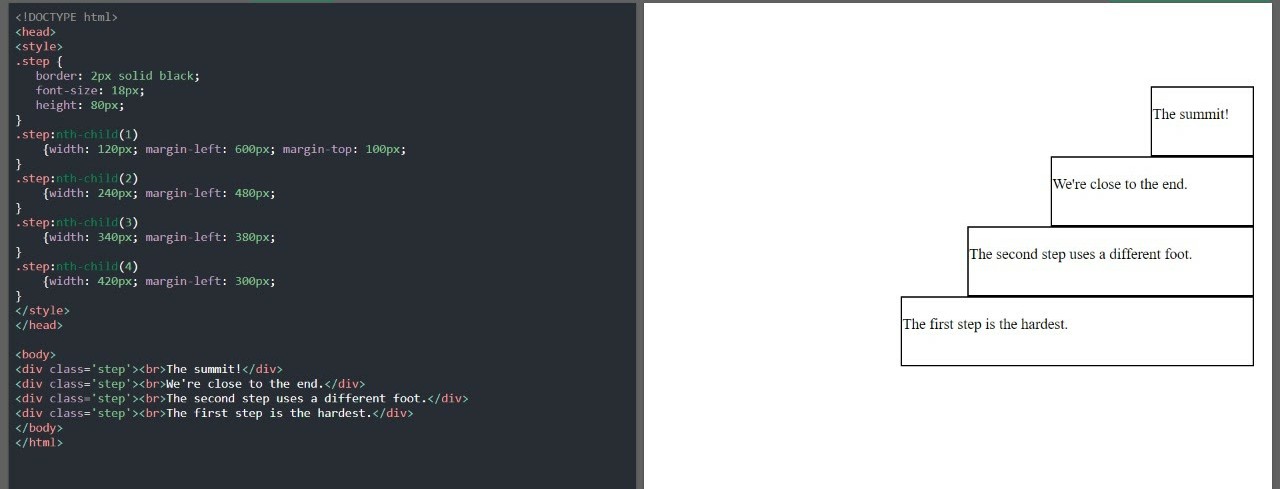 <!DOCTYPE html>
<head>
<style>
.step {
   border: 2px solid black;
   font-size: 18px;
   height: 80px;
}
.step:nth-child(1)
    {width: 120px; margin-left: 600px; margin-top: 100px;
}
.step:nth-child(2)
    {width: 240px; margin-left: 480px;
}
.step:nth-child(3)
    {width: 340px; margin-left: 380px;
}
.step:nth-child(4)
    {width: 420px; margin-left: 300px;
}
</style>
</head>

<body>
<div class='step'><br>The summit!</div>
<div class='step'><br>We're close to the end.</div>
<div class='step'><br>The second step uses a different foot.</div>
<div class='step'><br>The first step is the hardest.</div>
</body>
</html>
The summit!
We're close to the end.
The second step uses a different foot.
The first step is the hardest.